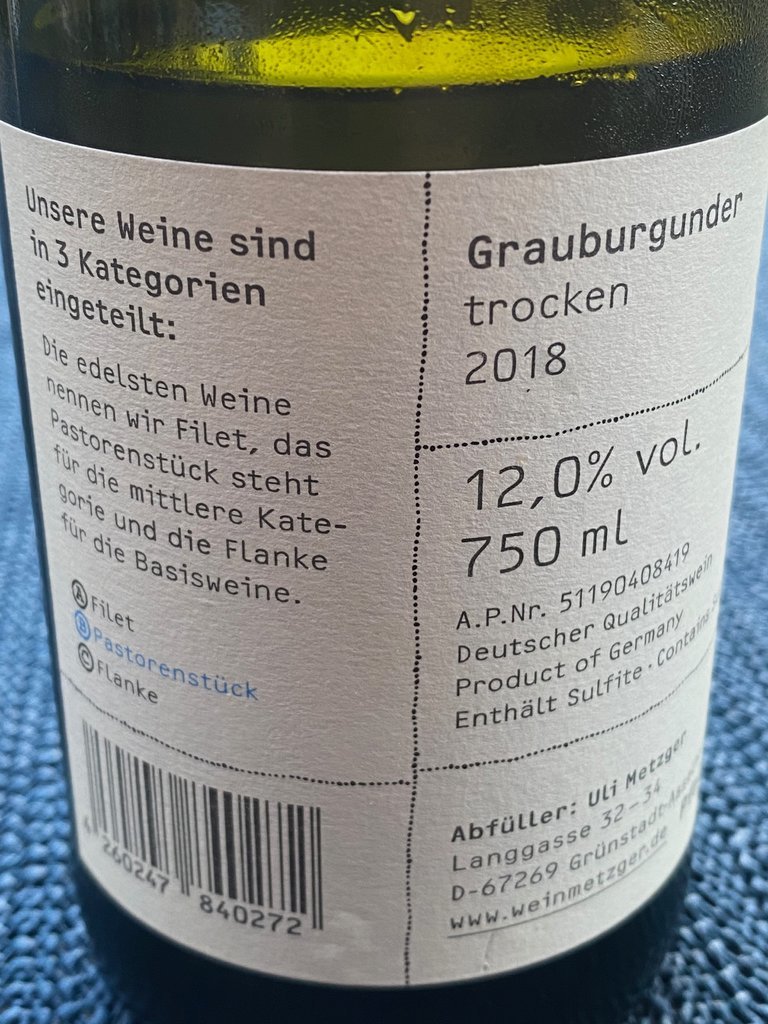 Unsere Weine sind
in 3 Kategorien
eingeteilt:
Die edelsten Weine
nennen wir Filet, das
Pastorenstück steht
für die mittlere Kate-
gorie und die Flanke
für die Basisweine.
Ⓐ Filet
Ⓑ Pastorenstück
Ⓒ Flanke
4 260247 840272
Grauburgunder
trocken
2018
12,0% vol.
750 ml
A.P.Nr. 51190408419
Deutscher Qualitätswein
Product of Germany
Enthält Sulfite · Contains
Abfüller: Uli Metzger
Langgasse 32-34
D-67269 Grünstadt-
www.weinmetzger.de